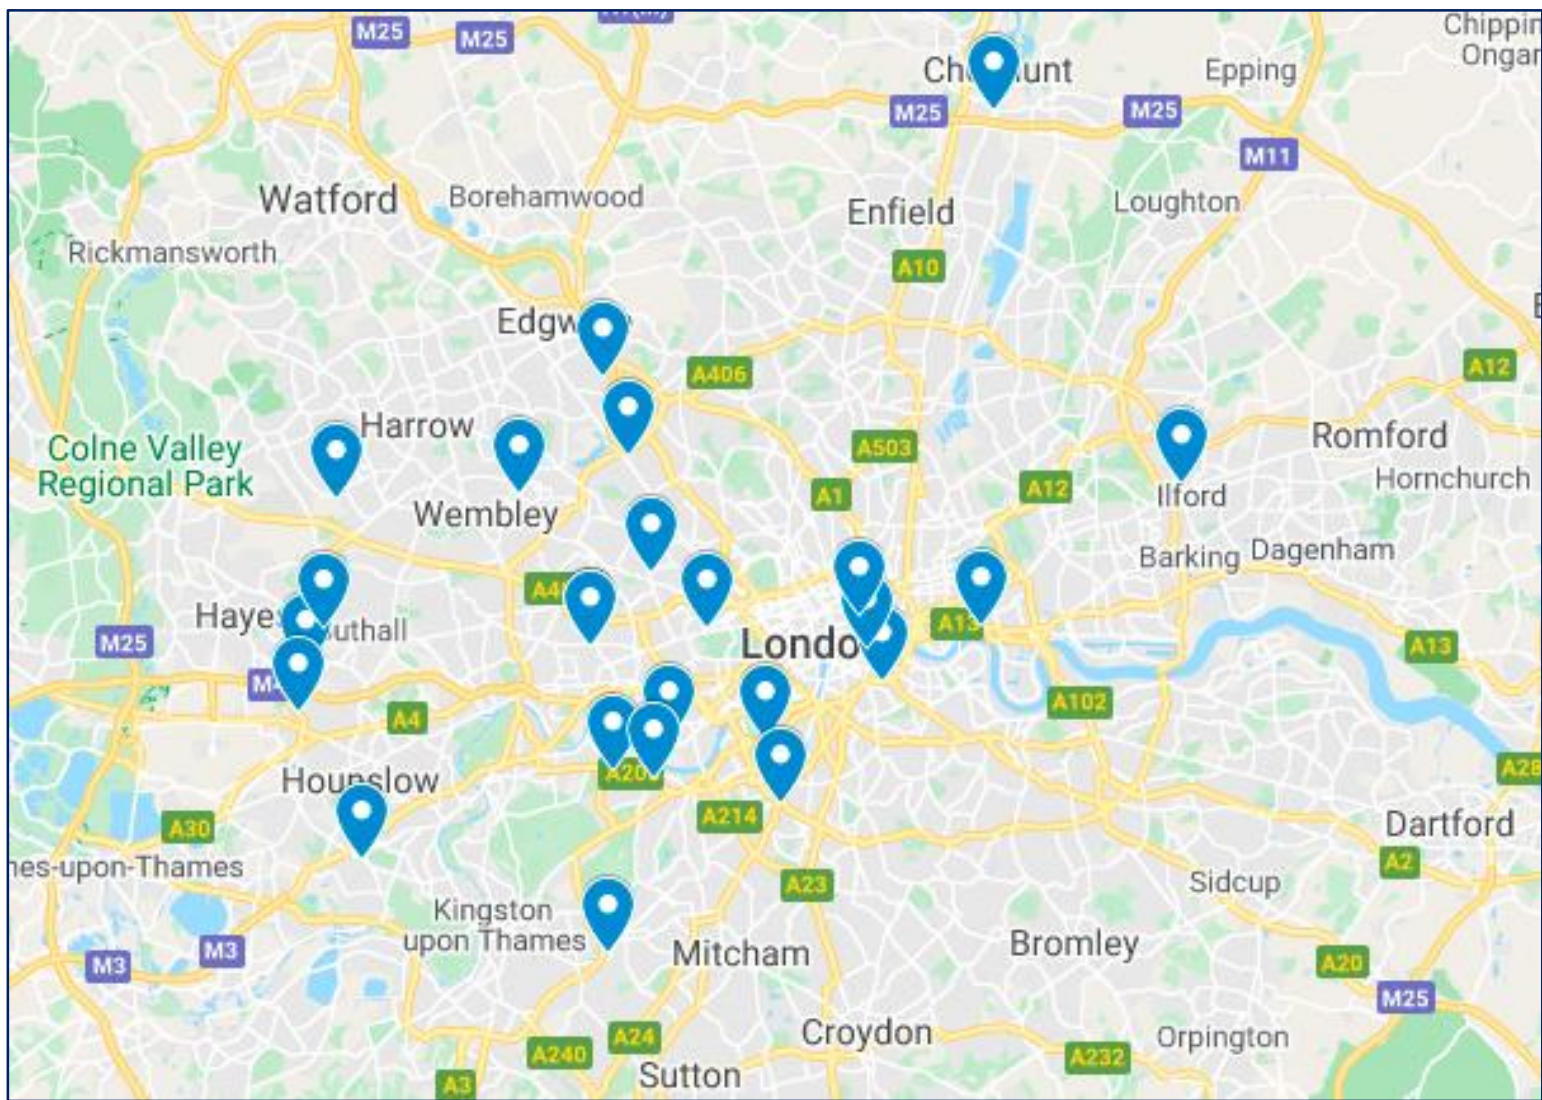 M25
M25
Chippin
Ongar
Epping
M25
M25
M11
Watford
Borehamwood
Enfield
Loughton
Rickmansworth
A10
A406
A12
Harrow
Colne Valley
Regional Park
A503
Romford
Hornchurch
A1
A12
Ilford
Wembley
Barking
Dagenham
Haye
uthall
M25
A13
Londo
A13
A4
A102
Hounslow
A30
A214
Dartford
A2
nes-upon-Thames
A23
Sidcup
Kingston
upon Thames
Mitcham
Bromley
M3
M3
A20
M25
Croydon
Orpington
A24
A240
A232
Sutton
A3